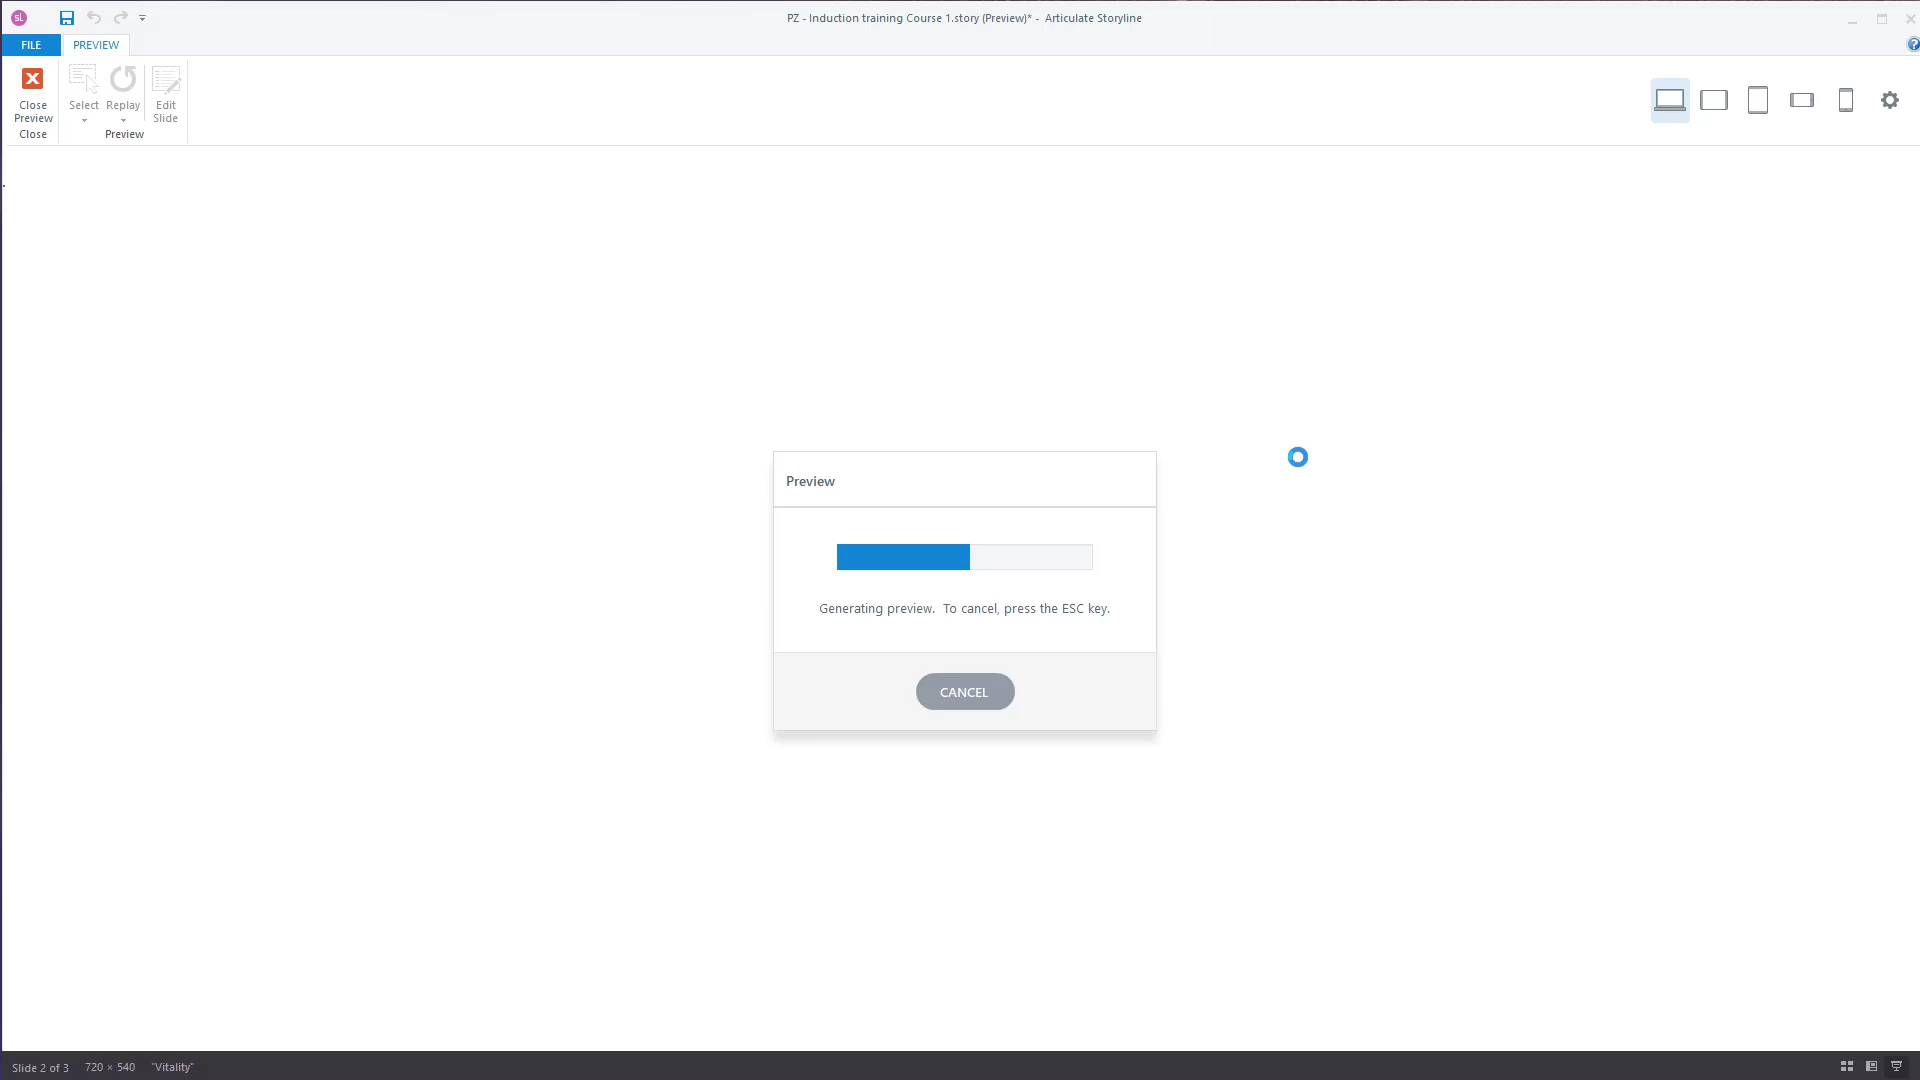 PZ - Induction training Course 1.story (Preview)* - Articulate Storyline
FILE
PREVIEW
Close Preview
Select
Replay
Edit Slide
Close
Preview
Preview
Generating preview. To cancel, press the ESC key.
CANCEL
Slide 2 of 3
720 × 540
"Vitality"